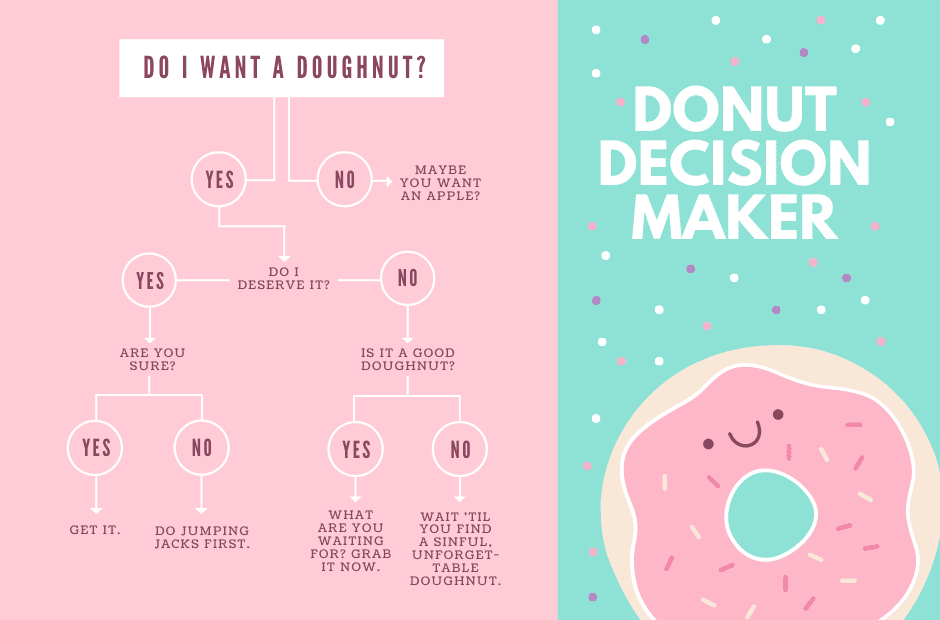 DO I WANT A DOUGHNUT?
YES
NO
MAYBE
YOU WANT
AN APPLE?
YES
DO I
DESERVE IT?
NO
ARE YOU
SURE?
IS IT A GOOD
DOUGHNUT?
YES
NO
YES
NO
GET IT.
DO JUMPING
JACKS FIRST.
WHAT
ARE YOU
WAITING
FOR? GRAB
IT NOW.
WAIT 'TIL
YOU FIND
A SINFUL,
UNFORGET-
TABLE
DOUGHNUT.
DONUT
DECISION
MAKER